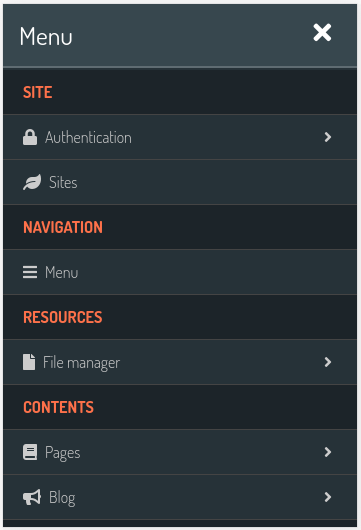 Menu
SITE
Authentication
Sites
NAVIGATION
Menu
RESOURCES
File manager
CONTENTS
Pages
Blog